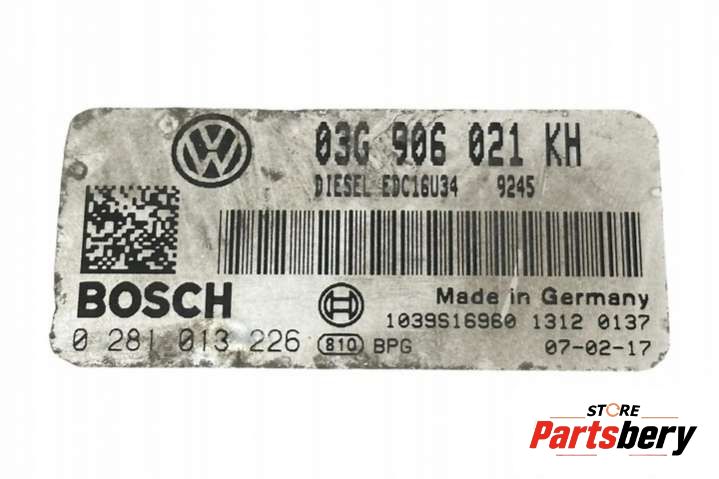 03G 906 021 KH
DIESEL EDC16U34 9245
BOSCH
Made in Germany
1039S16960 1312 0137
0 281 013 226 810 BPG 07-02-17
STORE
Partsbery